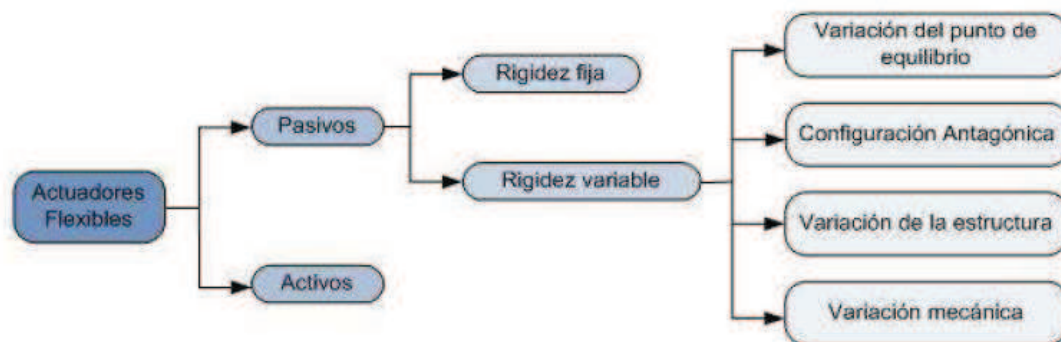 Actuadores
Flexibles
Pasivos
Activos
Rigidez fija
Rigidez variable
Variación del punto de
equilibrio
Configuración Antagónica
Variación de la estructura
Variación mecánica